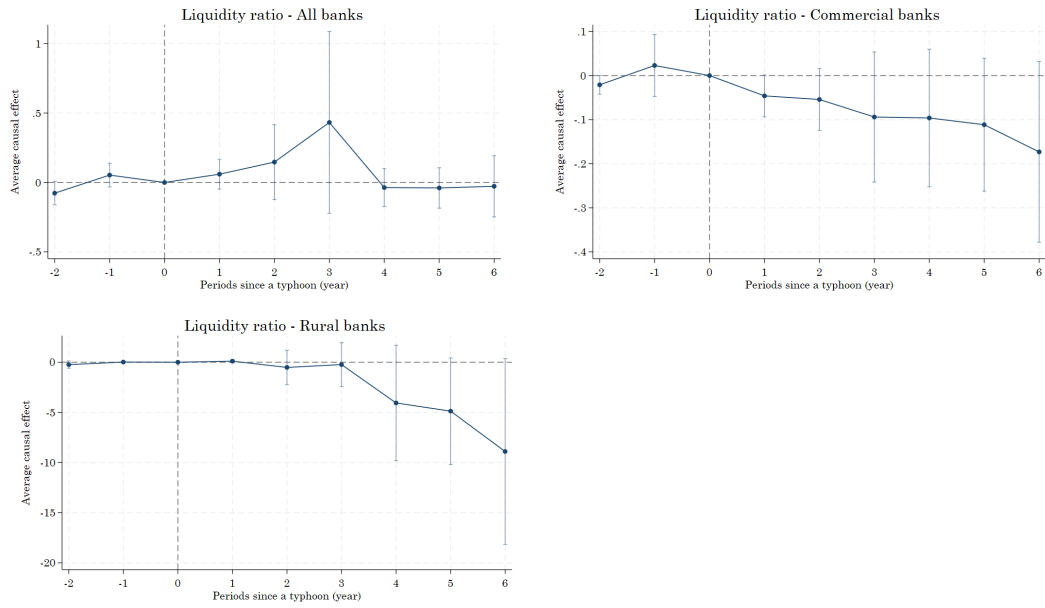 Liquidity ratio - All banks
Average causal effect
1
.5
0
-.5
-2 -1 0 1 2 3 4 5 6
Periods since a typhoon (year)
Liquidity ratio - Commercial banks
Average causal effect
.1
0
-.1
-.2
-.3
-.4
-2 -1 0 1 2 3 4 5 6
Periods since a typhoon (year)
Liquidity ratio - Rural banks
Average causal effect
0
-5
-10
-15
-20
-2 -1 0 1 2 3 4 5 6
Periods since a typhoon (year)